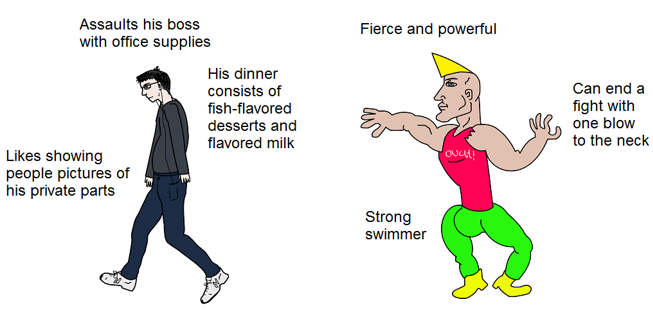 Assaults his boss
with office supplies
His dinner
consists of
fish-flavored
desserts and
flavored milk
Likes showing
people pictures of
his private parts
Fierce and powerful
Can end a
fight with
one blow
to the neck
Strong
swimmer